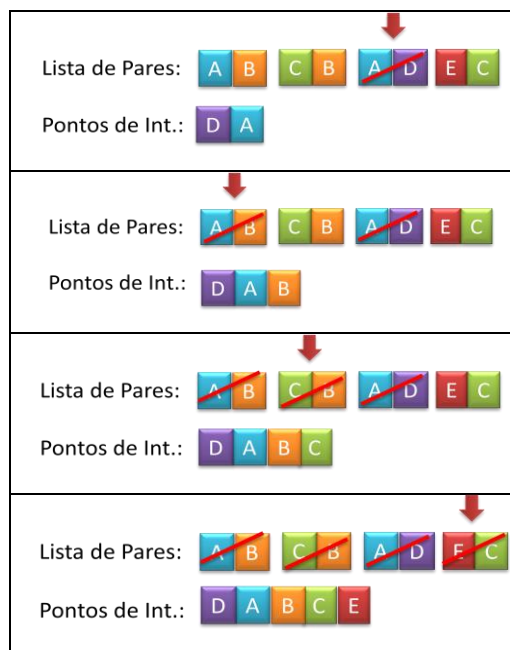 Lista de Pares: A B C B A D E C
Pontos de Int.: D A
Lista de Pares: A B C B A D E C
Pontos de Int.: D A B
Lista de Pares: A B C B A D E C
Pontos de Int.: D A B C
Lista de Pares: A B C B A D E C
Pontos de Int.: D A B C E